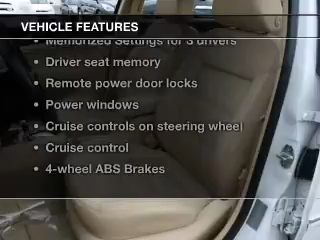 VEHICLE FEATURES
• Memorized Settings for 3 drivers
• Driver seat memory
• Remote power door locks
• Power windows
• Cruise controls on steering wheel
• Cruise control
• 4-wheel ABS Brakes